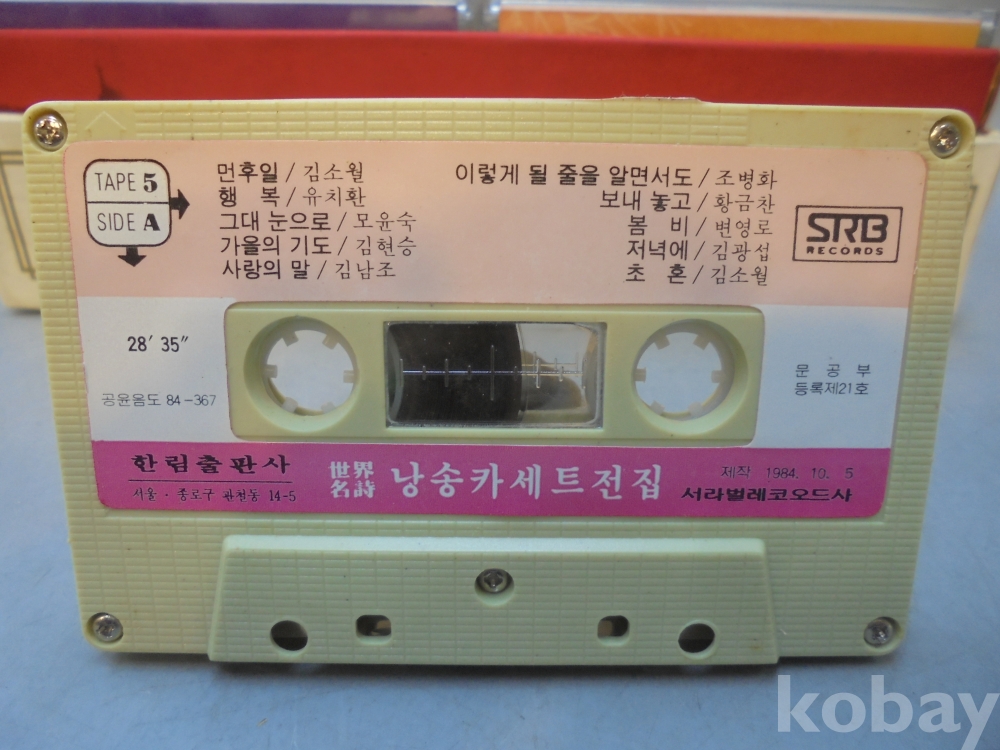 TAPE 5
SIDE A
먼후일 / 김소월
행 복 / 유치환
그대 눈으로 / 모윤숙
가을의 기도 / 김현승
사랑의 말 / 김남조
이렇게 될 줄을 알면서도 / 조병화
보내 놓고 / 황금찬
봄 비 / 변영로
저녁에 / 김광섭
초 혼 / 김소월
SRB
RECORDS
28′ 35″
공윤음도 84-367
문 공 부
등록제21호
한림출판사
서울·종로구 관철동 14-5
世界
名詩
낭송카세트전집
제작 1984. 10. 5
서라벌레코오드사
kobay